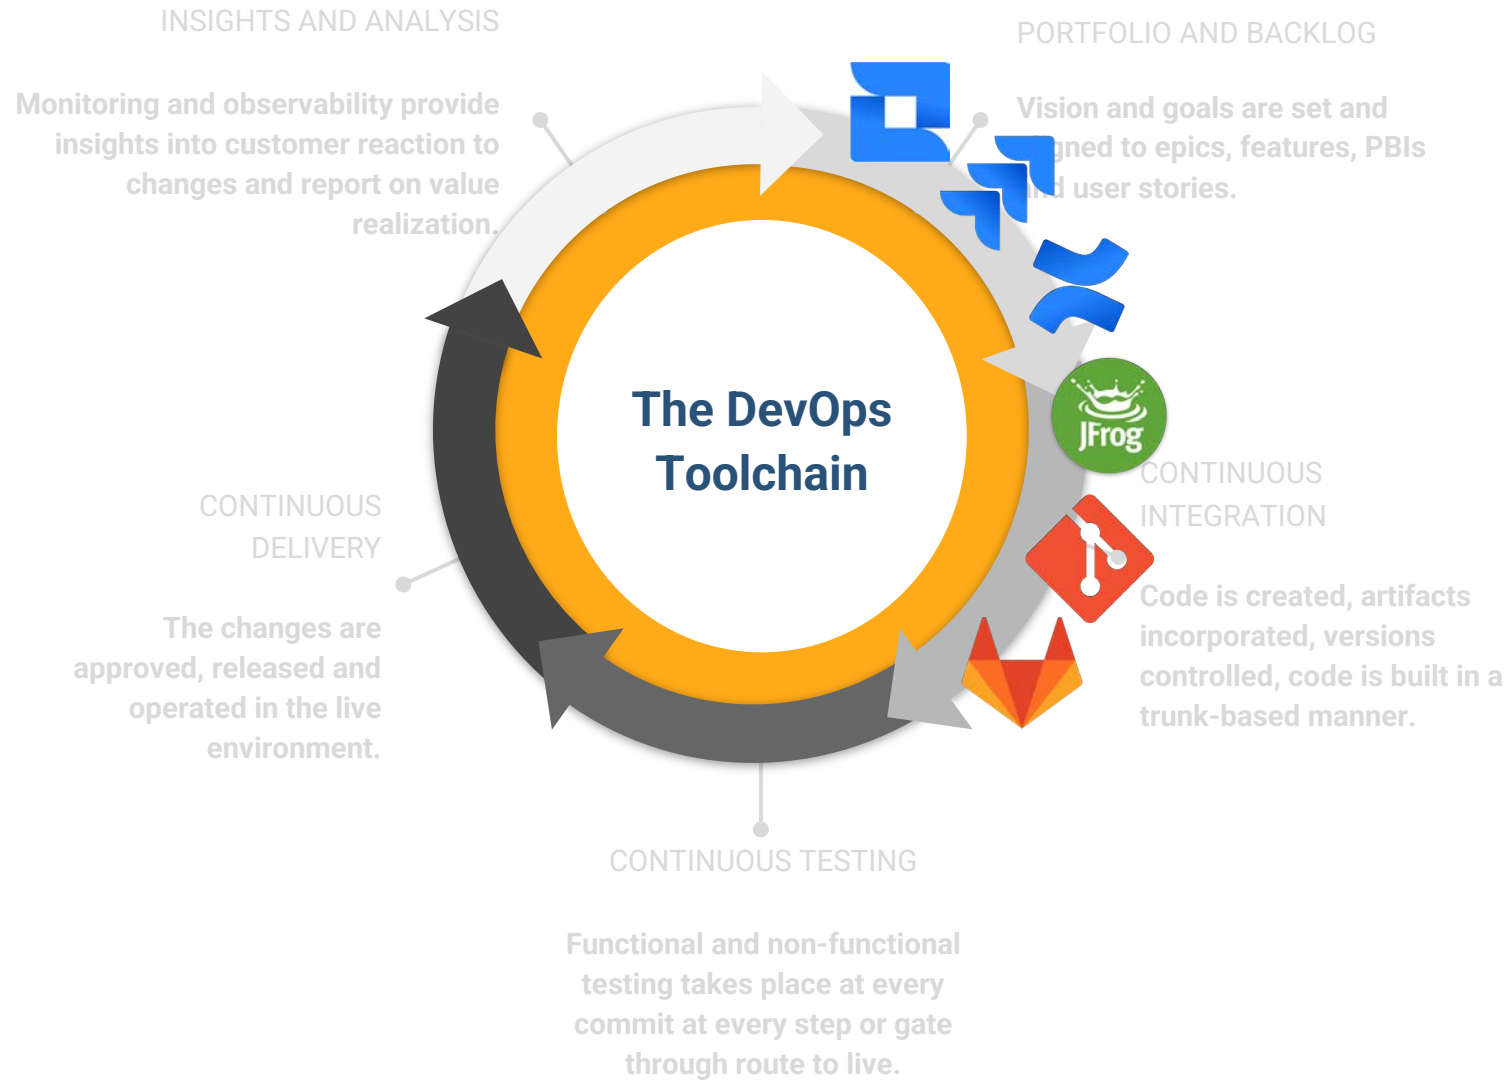 INSIGHTS AND ANALYSIS
Monitoring and observability provide
insights into customer reaction to
changes and report on value
realization.
PORTFOLIO AND BACKLOG
Vision and goals are set and
to epics, features, PBIs
user stories.
The DevOps
Toolchain
JFrog
CONTINUOUS
INTEGRATION
Code is created, artifacts
incorporated, versions
controlled, code is built in a
trunk-based manner.
CONTINUOUS
DELIVERY
The changes are
approved, released and
operated in the live
environment.
CONTINUOUS TESTING
Functional and non-functional
testing takes place at every
commit at every step or gate
through route to live.